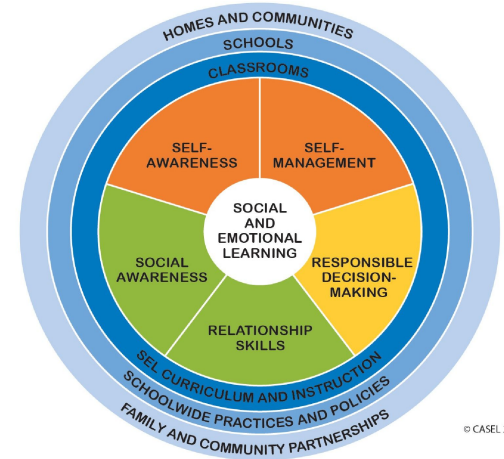 HOMES AND COMMUNITIES
SCHOOLS
CLASSROOMS
SELF-
AWARENESS
SELF-
MANAGEMENT
SOCIAL
AND
EMOTIONAL
LEARNING
SOCIAL
AWARENESS
RESPONSIBLE
DECISION-
MAKING
RELATIONSHIP
SKILLS
SEL CURRICULUM AND INSTRUCTION
SCHOOLWIDE PRACTICES AND POLICIES
FAMILY AND COMMUNITY PARTNERSHIPS
© CASEL